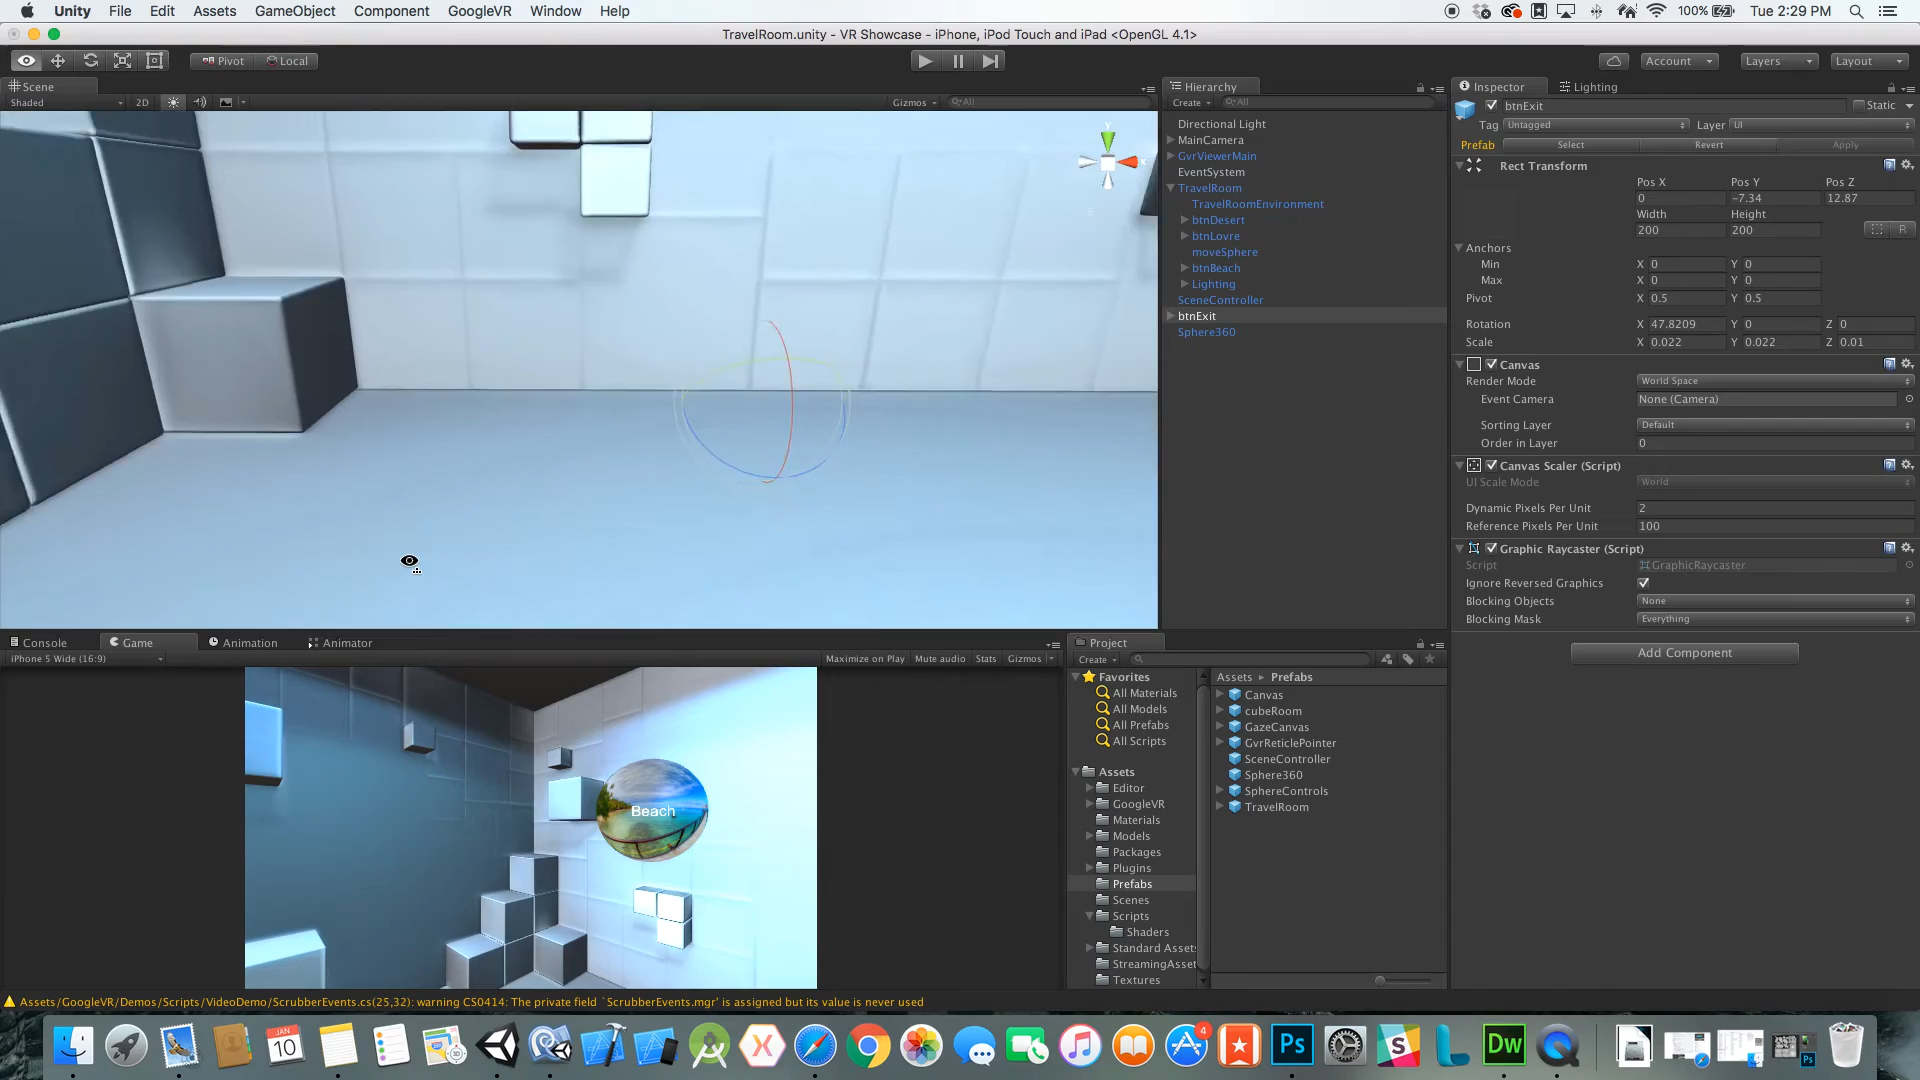 Unity File Edit Assets GameObject Component GoogleVR Window Help
100% Tue 2:29 PM
TravelRoom.unity - VR Showcase - iPhone, iPod Touch and iPad <OpenGL 4.1>
Pivot Local
Account Layers Layout
Scene
Shaded 2D Gizmos All
y
x
Hierarchy
Create All
Directional Light
MainCamera
GvrViewerMain
EventSystem
TravelRoom
TravelRoomEnvironment
btnDesert
btnLovre
moveSphere
btnBeach
Lighting
SceneController
btnExit
Sphere360
Inspector Lighting
btnExit Static
Tag Untagged Layer UI
Prefab Select Revert Apply
Rect Transform
Pos X Pos Y Pos Z
0 -7.34 12.87
Width Height
200 200 R
Anchors
Min X 0 Y 0
Max X 0 Y 0
Pivot X 0.5 Y 0.5
Rotation X 47.8209 Y 0 Z 0
Scale X 0.022 Y 0.022 Z 0.01
Canvas
Render Mode World Space
Event Camera None (Camera)
Sorting Layer Default
Order in Layer 0
Canvas Scaler (Script)
UI Scale Mode World
Dynamic Pixels Per Unit 2
Reference Pixels Per Unit 100
Graphic Raycaster (Script)
Script GraphicRaycaster
Ignore Reversed Graphics
Blocking Objects None
Blocking Mask Everything
Add Component
Console Game Animation Animator
iPhone 5 Wide (16:9) Maximize on Play Mute audio Stats Gizmos
Beach
Project
Create
Favorites
All Materials
All Models
All Prefabs
All Scripts
Assets
Editor
GoogleVR
Materials
Models
Packages
Plugins
Prefabs
Scenes
Scripts
Shaders
Standard Assets
StreamingAsset
Textures
Assets Prefabs
Canvas
cubeRoom
GazeCanvas
GvrReticlePointer
SceneController
Sphere360
SphereControls
TravelRoom
Assets/GoogleVR/Demos/Scripts/VideoDemo/ScrubberEvents.cs(25,32): warning CS0414: The private field `ScrubberEvents.mgr' is assigned but its value is never used
JAN
10
3D
4
Ps
S
Dw